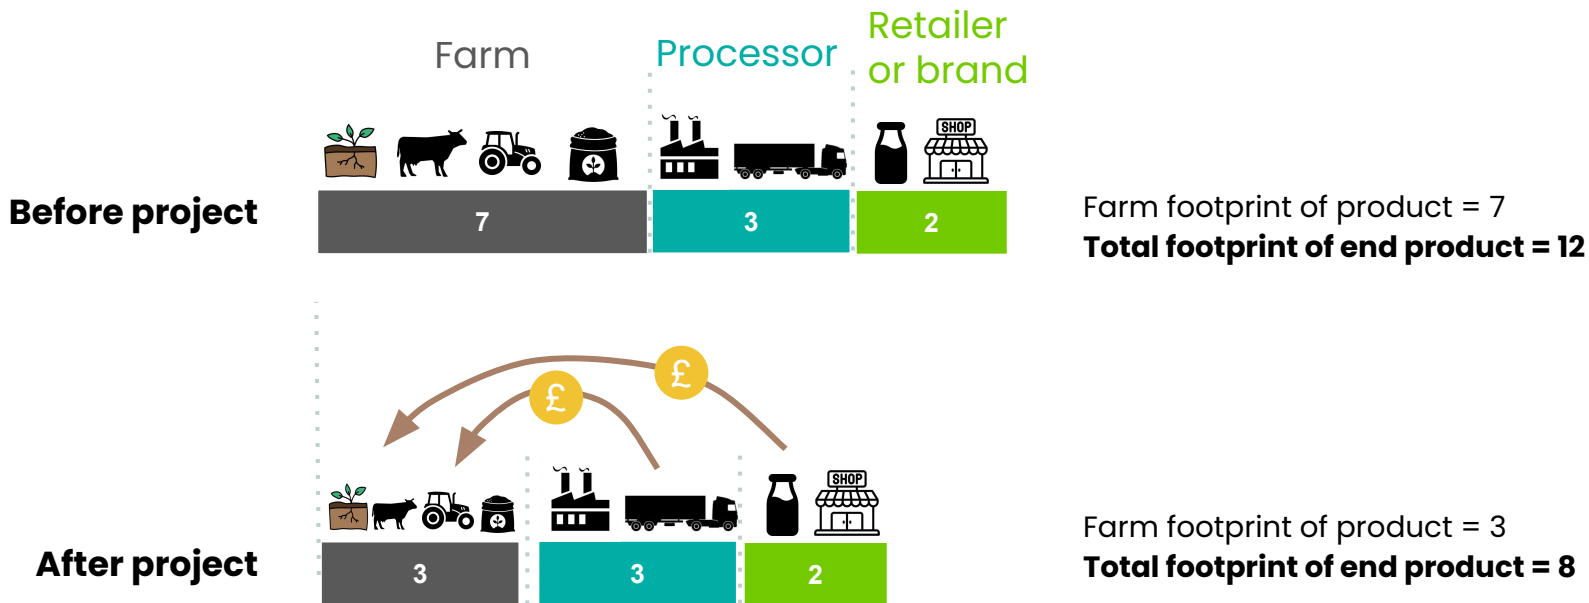 Farm
Processor
Retailer
or brand
SHOP
Before project
7
3
2
Farm footprint of product = 7
Total footprint of end product = 12
£
£
SHOP
After project
3
3
2
Farm footprint of product = 3
Total footprint of end product = 8